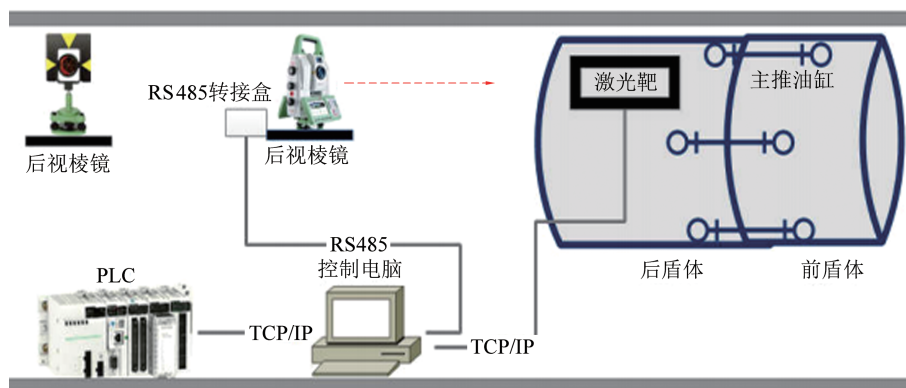 RS485转接盒
激光靶
主推油缸
后视棱镜
后视棱镜
RS485
控制电脑
后盾体
前盾体
PLC
TCP/IP
TCP/IP